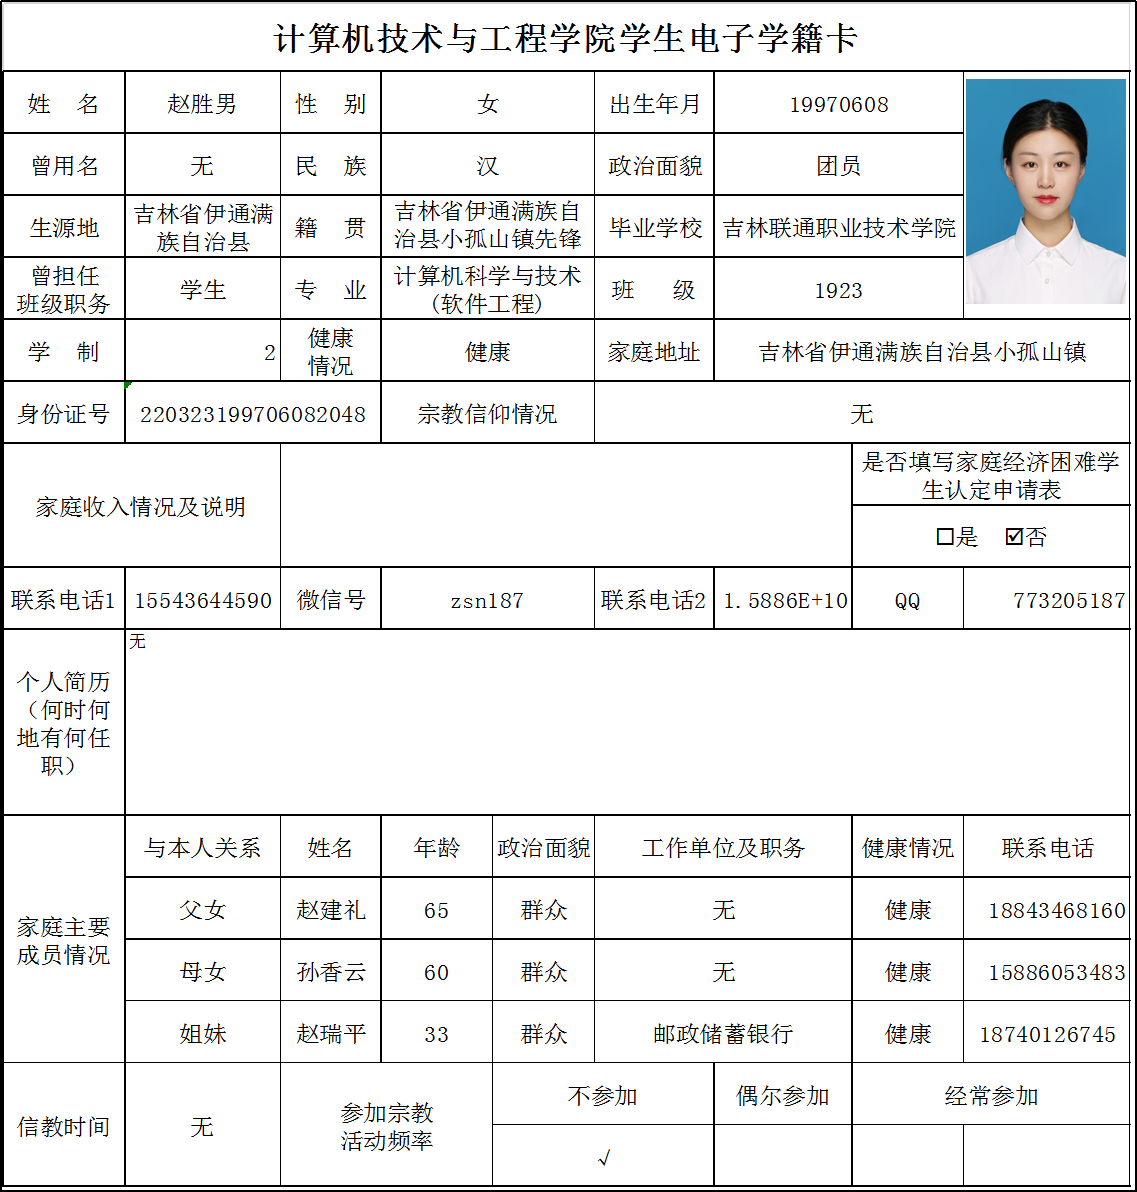 计算机技术与工程学院学生电子学籍卡
姓 名 赵胜男 性 别 女 出生年月 19970608
曾用名 无 民 族 汉 政治面貌 团员
生源地 吉林省伊通满族自治县 籍 贯 吉林省伊通满族自治县小孤山镇先锋 毕业学校 吉林联通职业技术学院
曾担任班级职务 学生 专 业 计算机科学与技术(软件工程) 班 级 1923
学 制 2 健康情况 健康 家庭地址 吉林省伊通满族自治县小孤山镇
身份证号 220323199706082048 宗教信仰情况 无
家庭收入情况及说明 是否填写家庭经济困难学生认定申请表
☐是 ☑否
联系电话1 15543644590 微信号 zsn187 联系电话2 1.5886E+10 QQ 773205187
个人简历（何时何地有何任职） 无
家庭主要成员情况 与本人关系 姓名 年龄 政治面貌 工作单位及职务 健康情况 联系电话
父女 赵建礼 65 群众 无 健康 18843468160
母女 孙香云 60 群众 无 健康 15886053483
姐妹 赵瑞平 33 群众 邮政储蓄银行 健康 18740126745
信教时间 无 参加宗教活动频率 不参加 偶尔参加 经常参加
√